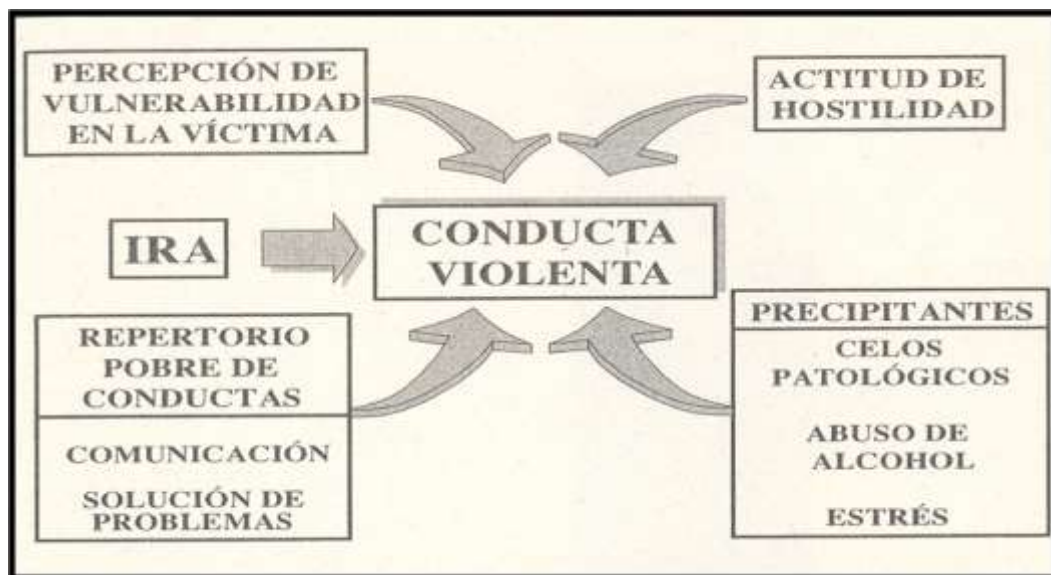 PERCEPCIÓN DE
VULNERABILIDAD
EN LA VÍCTIMA
ACTITUD DE
HOSTILIDAD
IRA
CONDUCTA
VIOLENTA
REPERTORIO
POBRE DE
CONDUCTAS
COMUNICACIÓN
SOLUCIÓN DE
PROBLEMAS
PRECIPITANTES
CELOS
PATOLÓGICOS
ABUSO DE
ALCOHOL
ESTRÉS